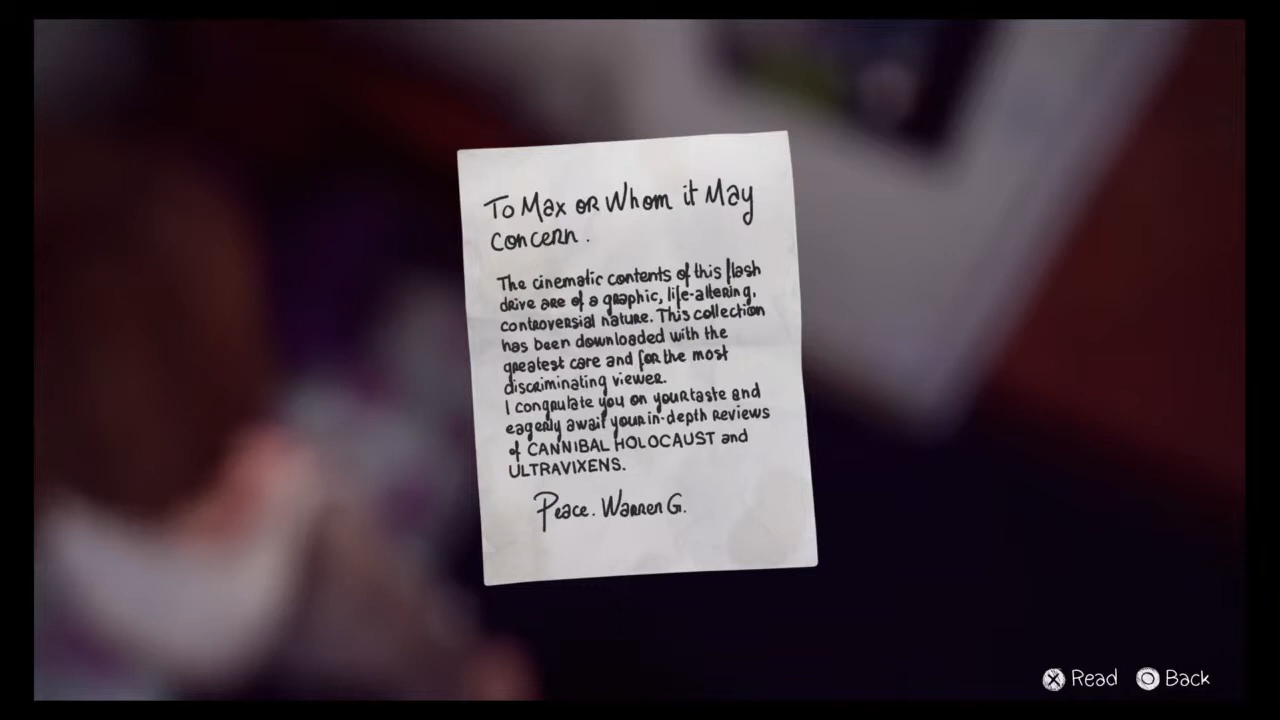 To Max or Whom it May
Concern.
The cinematic contents of this flash
drive are of a graphic, life-altering,
controversial nature. This collection
has been downloaded with the
greatest care and for the most
discriminating viewer.
I congrulate you on your taste and
eagerly await your in-depth reviews
of CANNIBAL HOLOCAUST and
ULTRAVIXENS.
Peace. Warren G.
Read Back